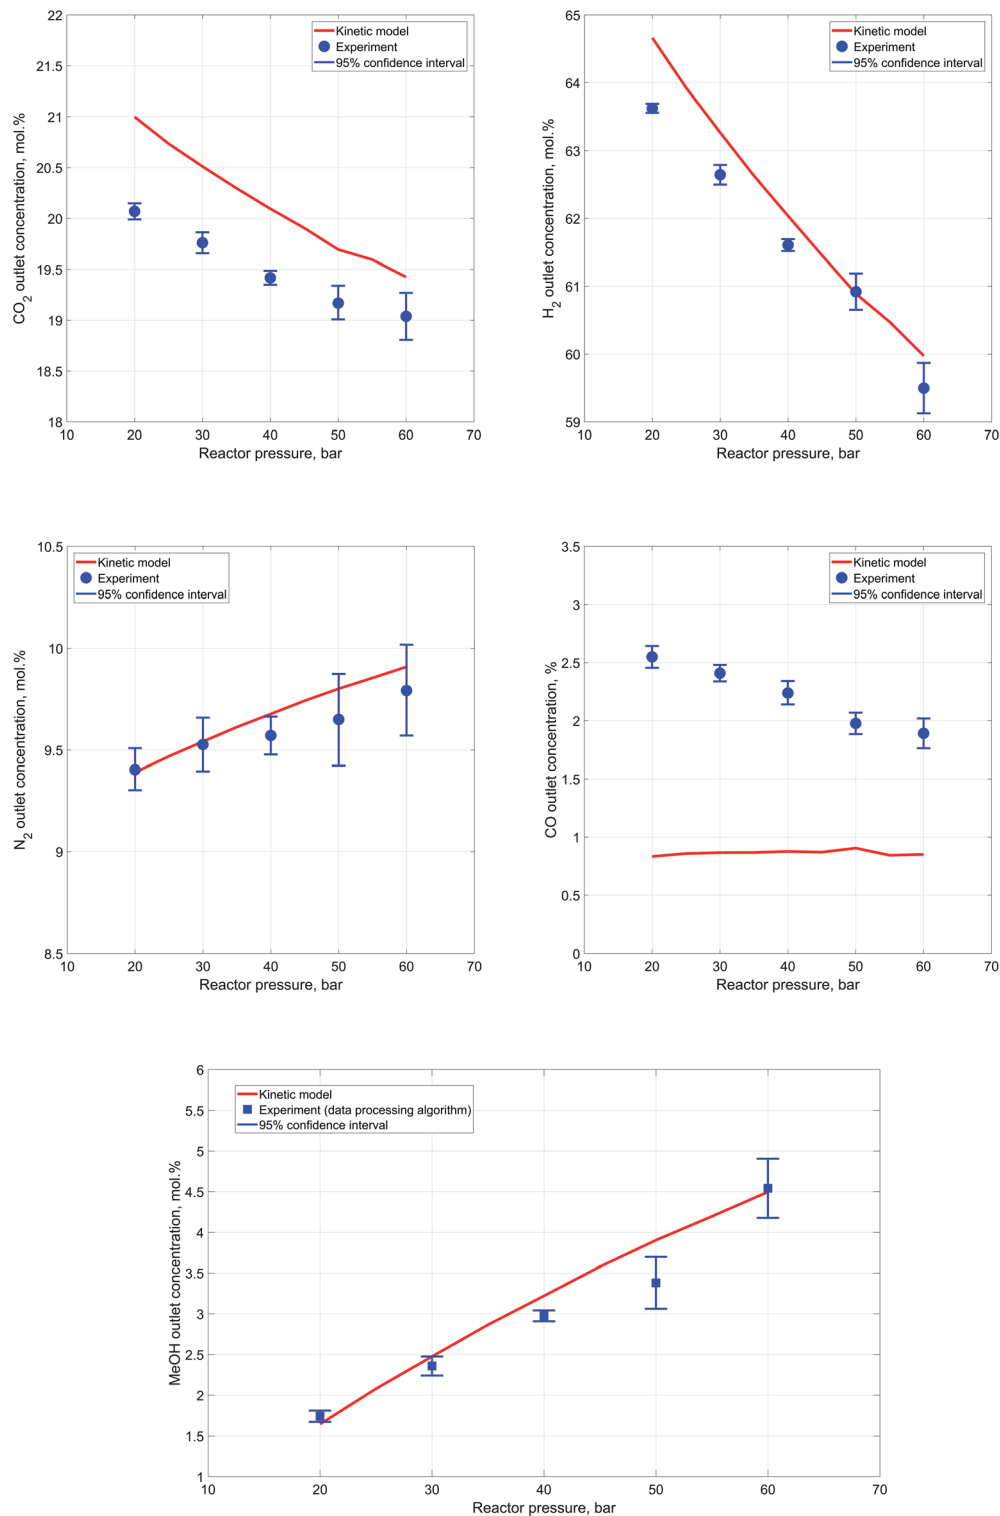 22
21.5
21
20.5
20
19.5
19
18.5
18
10 20 30 40 50 60 70
Reactor pressure, bar
CO2 outlet concentration, mol.%
Kinetic model
Experiment
95% confidence interval
65
64
63
62
61
60
59
10 20 30 40 50 60 70
Reactor pressure, bar
H2 outlet concentration, mol.%
Kinetic model
Experiment
95% confidence interval
10.5
10
9.5
9
8.5
10 20 30 40 50 60 70
Reactor pressure, bar
N2 outlet concentration, mol.%
Kinetic model
Experiment
95% confidence interval
3.5
3
2.5
2
1.5
1
0.5
0
10 20 30 40 50 60 70
Reactor pressure, bar
CO outlet concentration, %
Kinetic model
Experiment
95% confidence interval
6
5.5
5
4.5
4
3.5
3
2.5
2
1.5
1
10 20 30 40 50 60 70
Reactor pressure, bar
MeOH outlet concentration, mol.%
Kinetic model
Experiment (data processing algorithm)
95% confidence interval